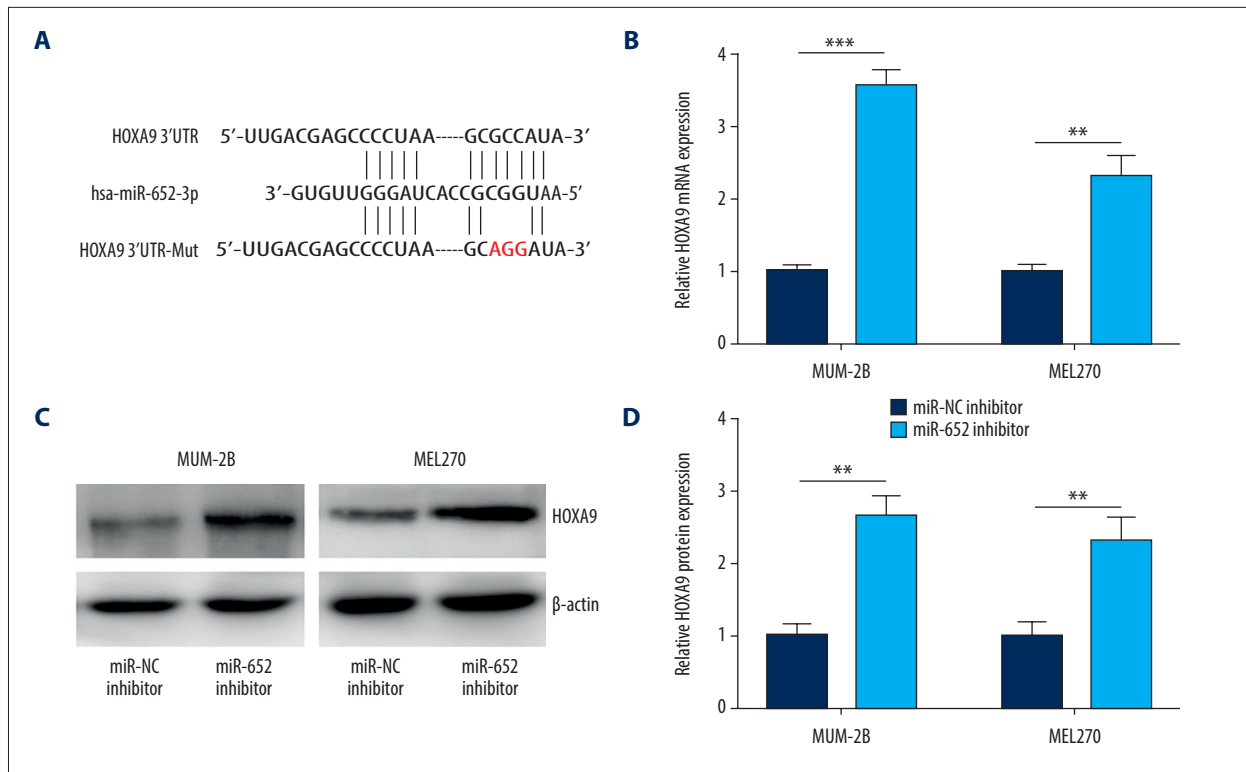 A
HOXA9 3'UTR 5'-UUGACGAGCCCCUAA-----GCGCCAUA-3'
hsa-miR-652-3p 3'-GUGUUGGGAUCACCGCGGUAA-5'
HOXA9 3'UTR-Mut 5'-UUGACGAGCCCCUAA-----GCAGGAUA-3'
B
Relative HOXA9 mRNA expression
4
3
2
1
0
***
**
MUM-2B MEL270
miR-NC inhibitor
miR-652 inhibitor
C
MUM-2B MEL270
HOXA9
β-actin
miR-NC inhibitor
miR-652 inhibitor
miR-NC inhibitor
miR-652 inhibitor
D
Relative HOXA9 protein expression
4
3
2
1
0
**
**
MUM-2B MEL270